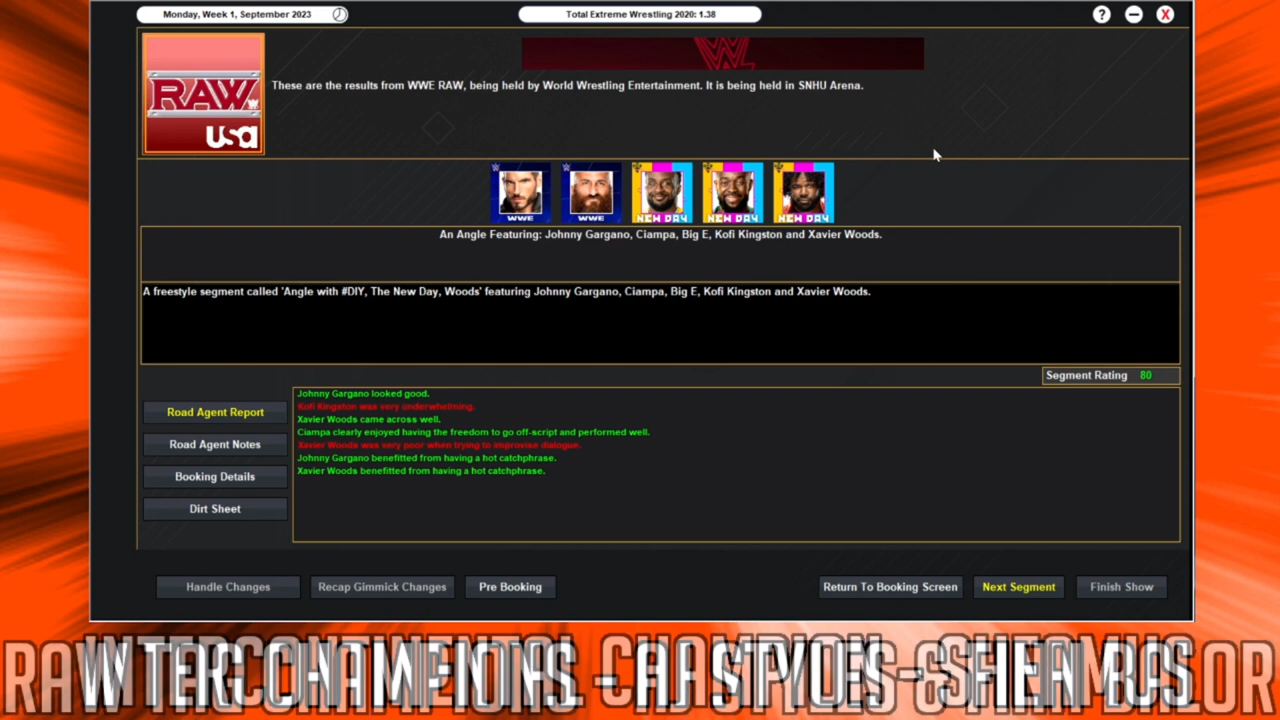 Monday, Week 1, September 2023
Total Extreme Wrestling 2020: 1.38
?
X
RAW
usa
These are the results from WWE RAW, being held by World Wrestling Entertainment. It is being held in SNHU Arena.
WWE WWE NEW DAY NEW DAY NEW DAY
An Angle Featuring: Johnny Gargano, Ciampa, Big E, Kofi Kingston and Xavier Woods.
A freestyle segment called 'Angle with #DIY, The New Day, Woods' featuring Johnny Gargano, Ciampa, Big E, Kofi Kingston and Xavier Woods.
Segment Rating 80
Road Agent Report
Road Agent Notes
Booking Details
Dirt Sheet
Johnny Gargano looked good.
Kofi Kingston was very underwhelming.
Xavier Woods came across well.
Ciampa clearly enjoyed having the freedom to go off-script and performed well.
Xavier Woods was very poor when trying to improvise dialogue.
Johnny Gargano benefitted from having a hot catchphrase.
Xavier Woods benefitted from having a hot catchphrase.
Handle Changes
Recap Gimmick Changes
Pre Booking
Return To Booking Screen
Next Segment
Finish Show